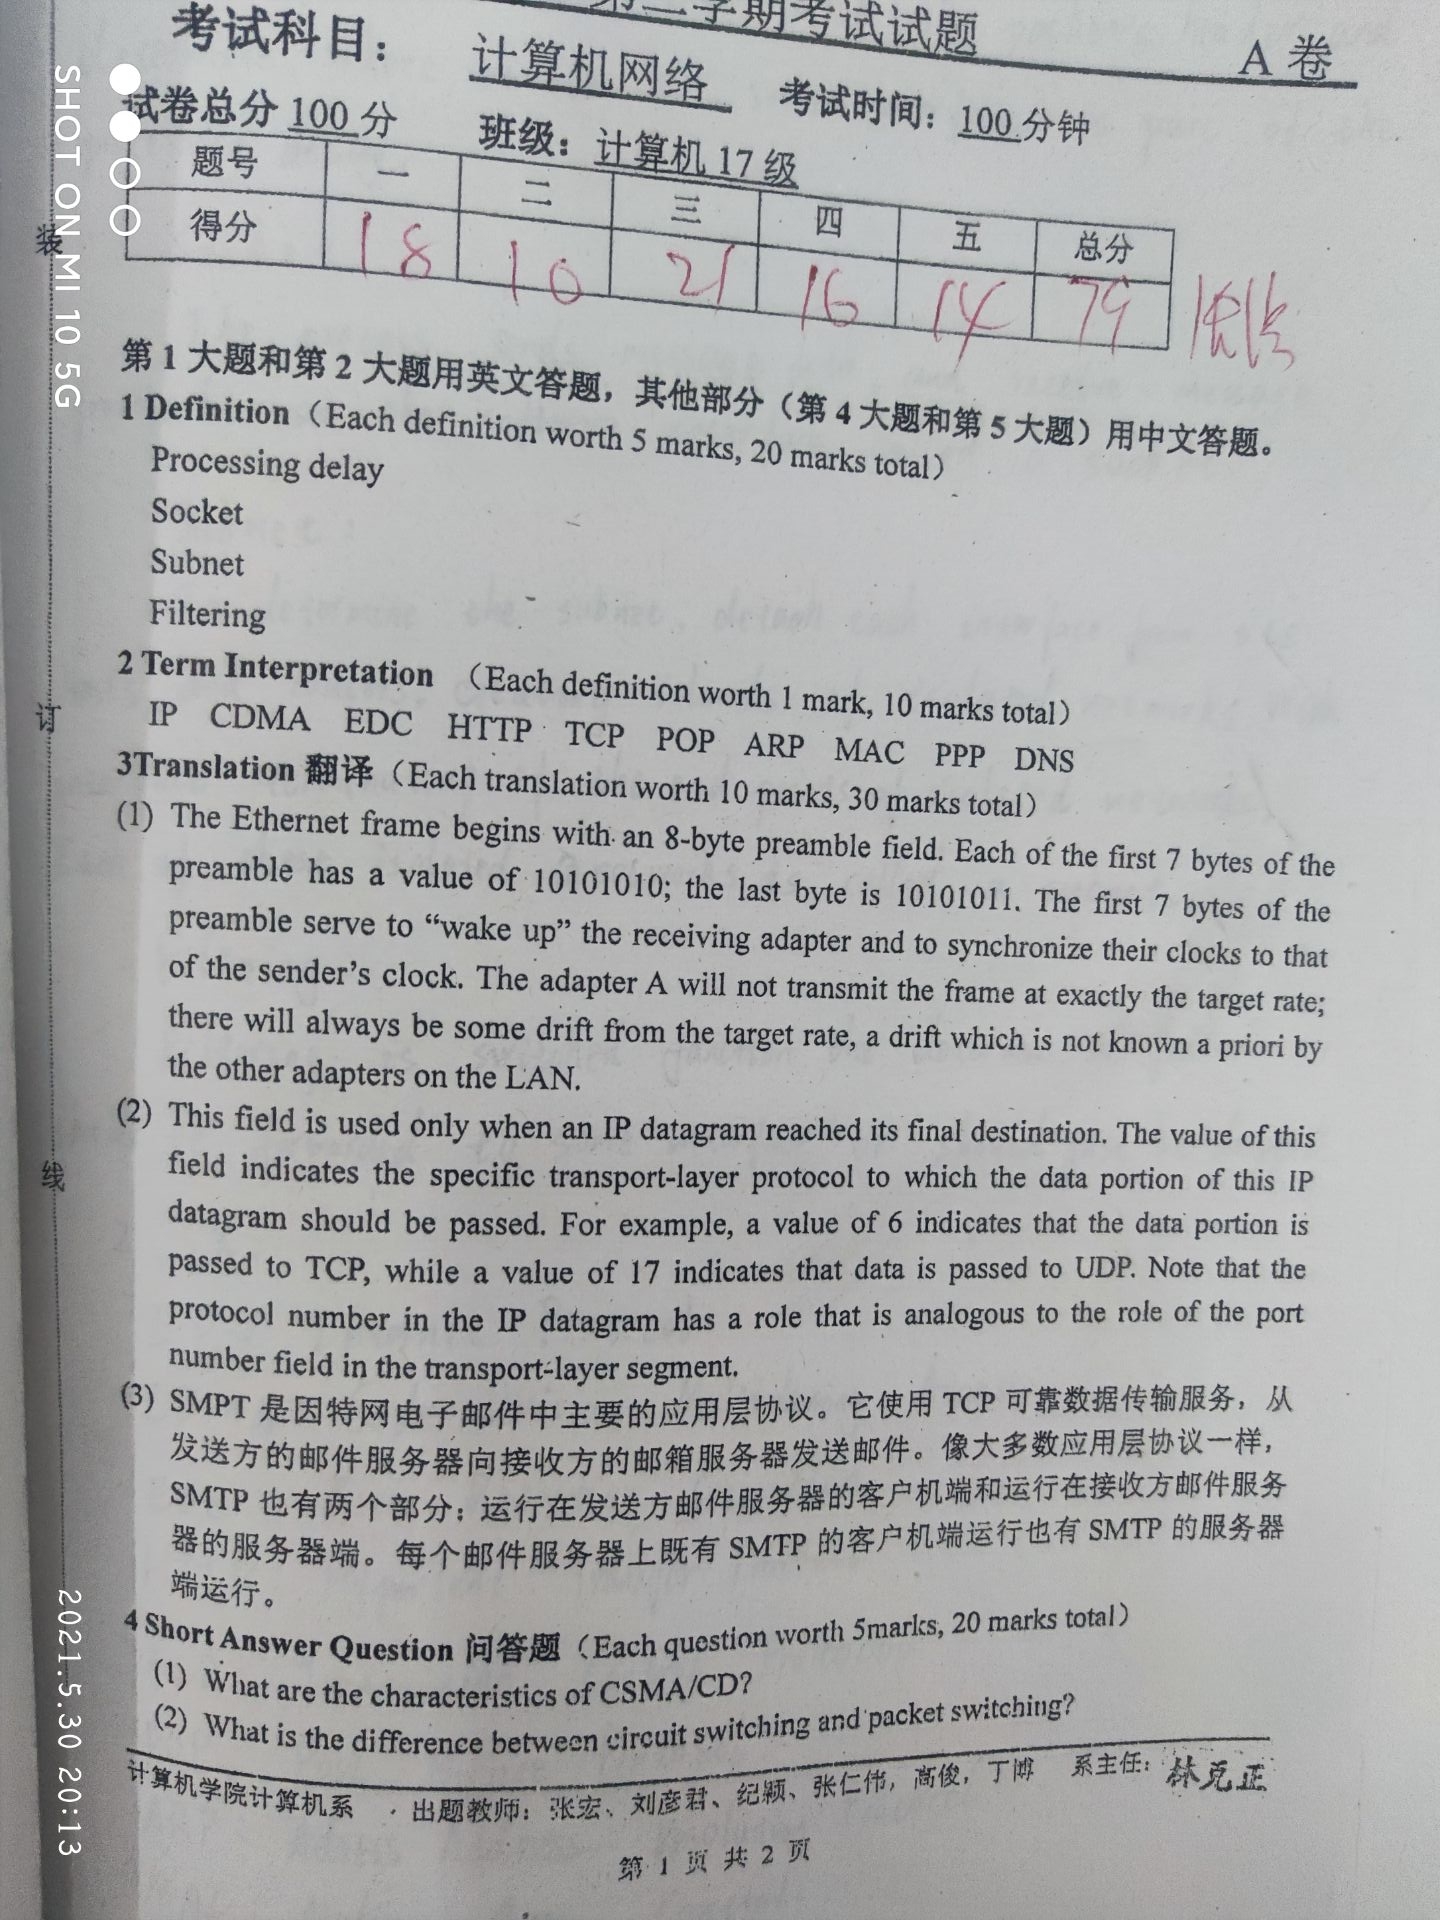 第二学期考试试题
考试科目： 计算机网络 A 卷
试卷总分 100 分 考试时间：100 分钟
班级：计算机 17 级
题号 一 二 三 四 五 总分
得分 18 10 21 16 14 79
第 1 大题和第 2 大题用英文答题，其他部分（第 4 大题和第 5 大题）用中文答题。
1 Definition（Each definition worth 5 marks, 20 marks total）
Processing delay
Socket
Subnet
Filtering
2 Term Interpretation （Each definition worth 1 mark, 10 marks total）
IP CDMA EDC HTTP TCP POP ARP MAC PPP DNS
3Translation 翻译（Each translation worth 10 marks, 30 marks total）
(1) The Ethernet frame begins with an 8-byte preamble field. Each of the first 7 bytes of the
preamble has a value of 10101010; the last byte is 10101011. The first 7 bytes of the
preamble serve to “wake up” the receiving adapter and to synchronize their clocks to that
of the sender’s clock. The adapter A will not transmit the frame at exactly the target rate;
there will always be some drift from the target rate, a drift which is not known a priori by
the other adapters on the LAN.
(2) This field is used only when an IP datagram reached its final destination. The value of this
field indicates the specific transport-layer protocol to which the data portion of this IP
datagram should be passed. For example, a value of 6 indicates that the data portion is
passed to TCP, while a value of 17 indicates that data is passed to UDP. Note that the
protocol number in the IP datagram has a role that is analogous to the role of the port
number field in the transport-layer segment.
(3) SMPT 是因特网电子邮件中主要的应用层协议。它使用 TCP 可靠数据传输服务，从
发送方的邮件服务器向接收方的邮箱服务器发送邮件。像大多数应用层协议一样，
SMTP 也有两个部分：运行在发送方邮件服务器的客户机端和运行在接收方邮件服务
器的服务器端。每个邮件服务器上既有 SMTP 的客户机端运行也有 SMTP 的服务器
端运行。
4 Short Answer Question 问答题（Each question worth 5marks, 20 marks total）
(1) What are the characteristics of CSMA/CD?
(2) What is the difference between circuit switching and packet switching?
计算机学院计算机系 出题教师：张宏、刘彦君、纪颖、张仁伟，高俊，丁博 系主任：林克正
第 1 页 共 2 页
装
订
线
SHOT ON MI 10 5G
2021.5.30 20:13